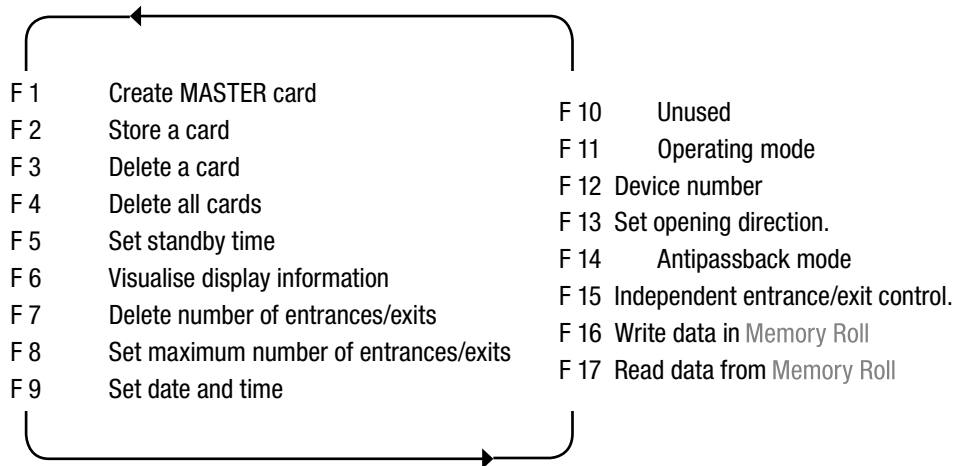 F 1 Create MASTER card
F 2 Store a card
F 3 Delete a card
F 4 Delete all cards
F 5 Set standby time
F 6 Visualise display information
F 7 Delete number of entrances/exits
F 8 Set maximum number of entrances/exits
F 9 Set date and time
F 10 Unused
F 11 Operating mode
F 12 Device number
F 13 Set opening direction.
F 14 Antipassback mode
F 15 Independent entrance/exit control.
F 16 Write data in Memory Roll
F 17 Read data from Memory Roll